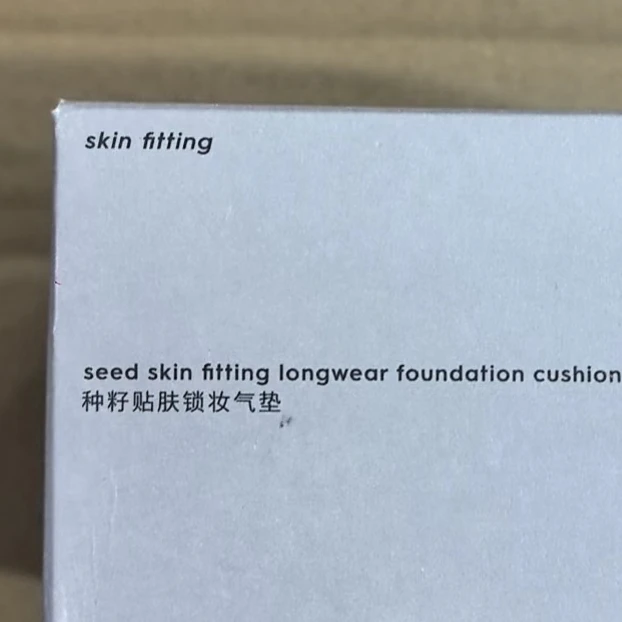 skin fitting
seed skin fitting longwear foundation cushion
种籽贴肤锁妆气垫